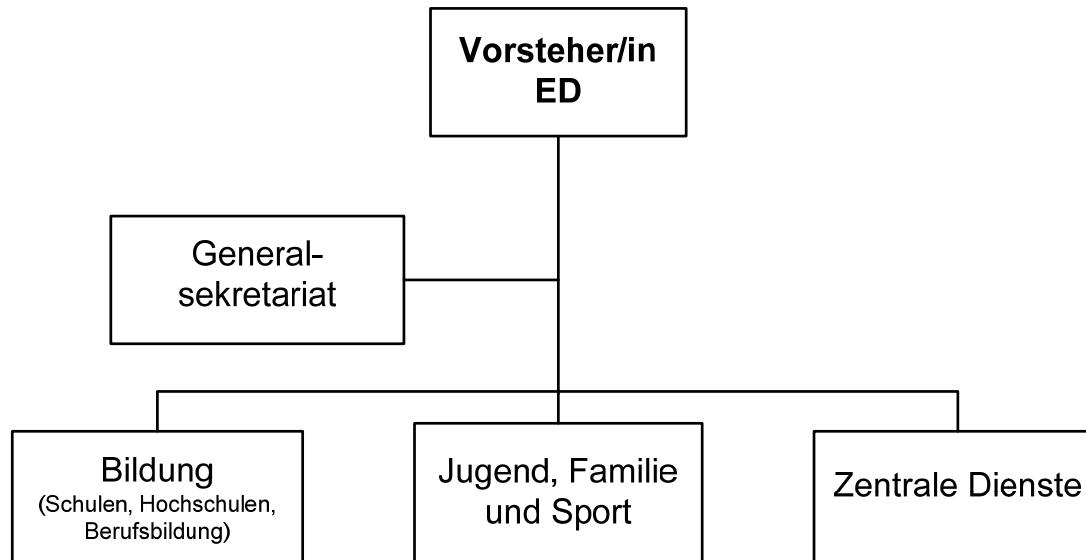 Vorsteher/in
ED
General-
sekretariat
Bildung
(Schulen, Hochschulen,
Berufsbildung)
Jugend, Familie
und Sport
Zentrale Dienste